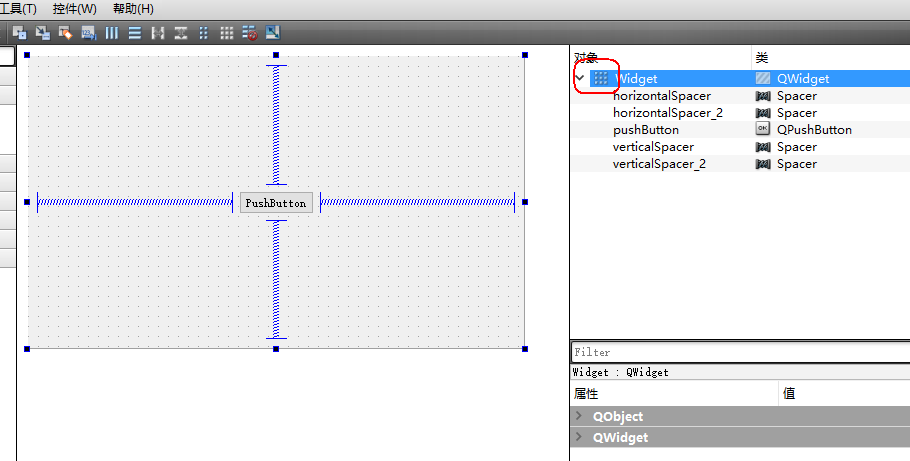 工具(T) 控件(W) 帮助(H)
对象 类
Widget QWidget
horizontalSpacer Spacer
horizontalSpacer_2 Spacer
pushButton OK QPushButton
verticalSpacer Spacer
verticalSpacer_2 Spacer
PushButton
Filter
Widget : QWidget
属性 值
QObject
QWidget